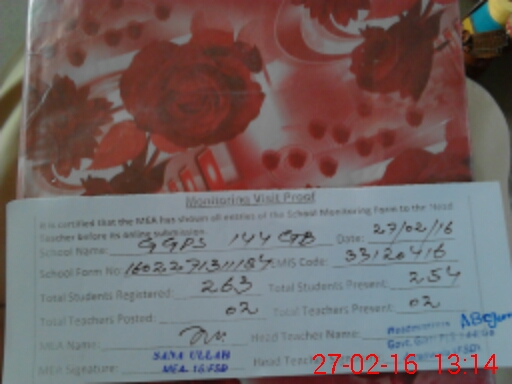 Monitoring Visit Proof
It is certified that the MEA has shown all entries of the School Monitoring Form to the Head
Teacher before its online submission.
School Name: GGPS 144 GB Date: 27/02/16
School Form No: EMIS Code: 33120416
Total Students Registered: 263 Total Students Present: 254
Total Teachers Posted: 02 Total Teachers Present: 02
MEA Name: Head Teacher Name: Headmistress
SANA ULLAH
MEA Signature: MEA 16/FSD Head Teacher
27-02-16 13:14